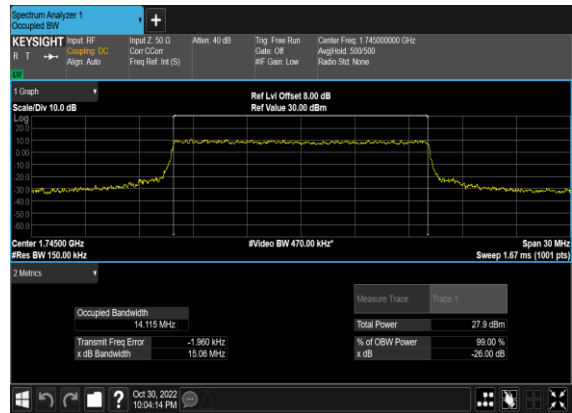 Spectrum Analyzer 1
Occupied BW
+
KEYSIGHT Input: RF Input Z: 50 Ω Atten: 40 dB Trig: Free Run Center Freq: 1.745000000 GHz
R T Coupling: DC Corr CCorr Gate: Off Avg|Hold: 500/500
Align: Auto Freq Ref: Int (S) #IF Gain: Low Radio Std: None
1 Graph
Ref Lvl Offset 8.00 dB
Scale/Div 10.0 dB Ref Value 30.00 dBm
Log
20.0
10.0
0.00
-10.0
-20.0
-30.0
-40.0
-50.0
-60.0
Center 1.74500 GHz #Video BW 470.00 kHz* Span 30 MHz
#Res BW 150.00 kHz Sweep 1.67 ms (1001 pts)
2 Metrics
Measure Trace Trace 1
Occupied Bandwidth
14.115 MHz Total Power 27.9 dBm
Transmit Freq Error -1.960 kHz % of OBW Power 99.00 %
x dB Bandwidth 15.06 MHz x dB -26.00 dB
? Oct 30, 2022
10:04:14 PM